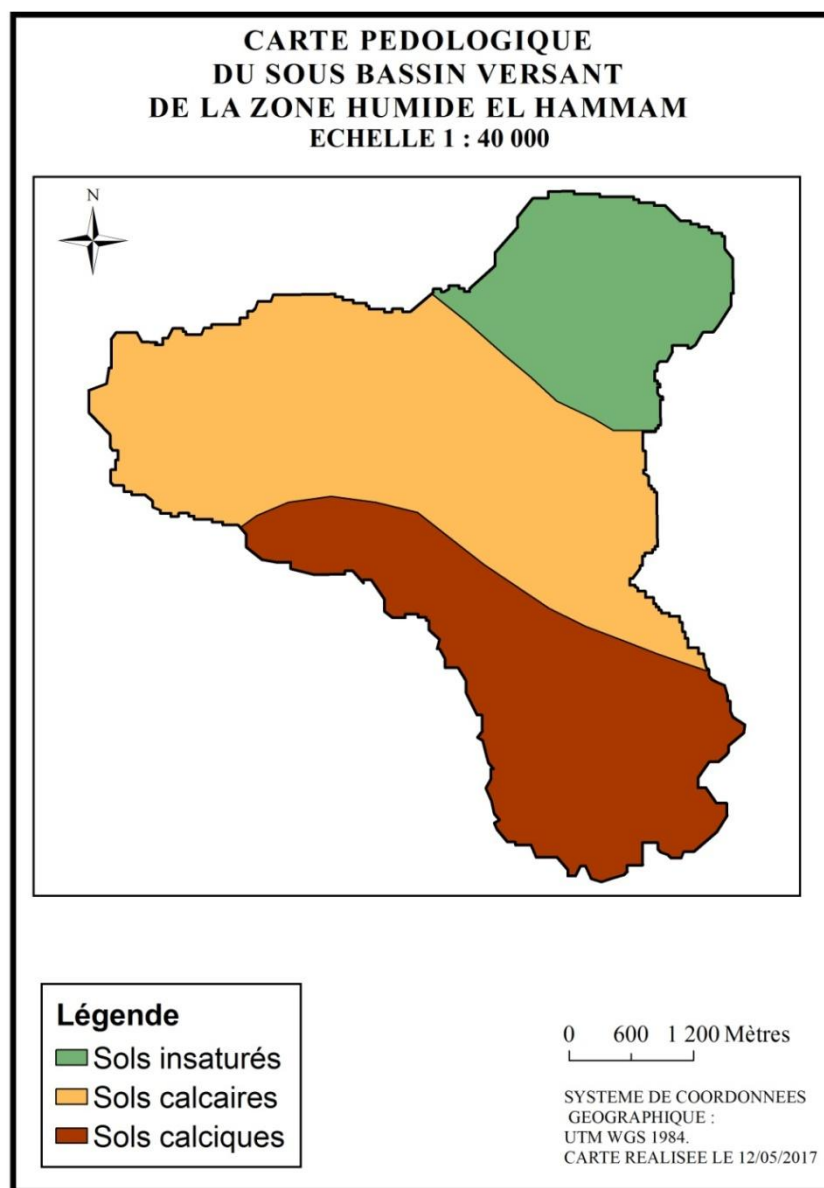 CARTE PEDOLOGIQUE
DU SOUS BASSIN VERSANT
DE LA ZONE HUMIDE EL HAMMAM
ECHELLE 1 : 40 000
N
Légende
Sols insaturés
Sols calcaires
Sols calciques
0 600 1 200 Mètres
SYSTEME DE COORDONNEES
GEOGRAPHIQUE :
UTM WGS 1984.
CARTE REALISEE LE 12/05/2017